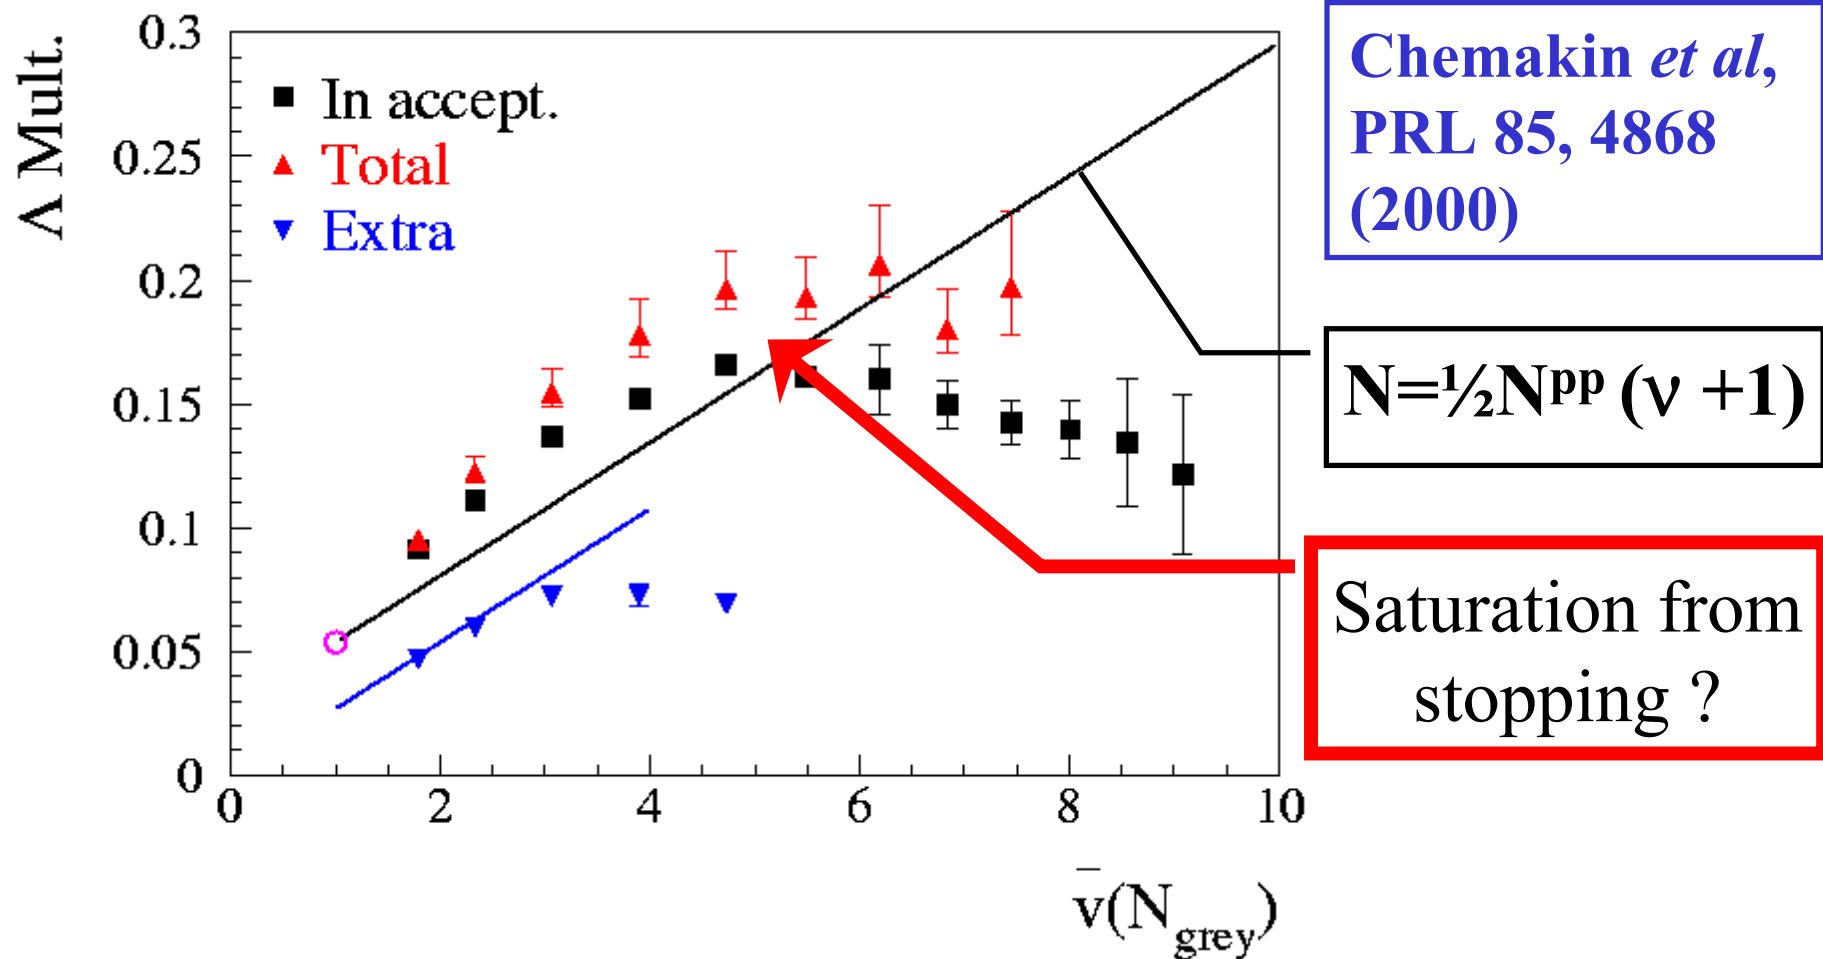 Λ Mult.
0.3
0.25
0.2
0.15
0.1
0.05
0
0 2 4 6 8 10
In accept.
Total
Extra
v̄(N_grey)
Chemakin et al,
PRL 85, 4868
(2000)
N=½Nᵖᵖ (ν +1)
Saturation from
stopping ?